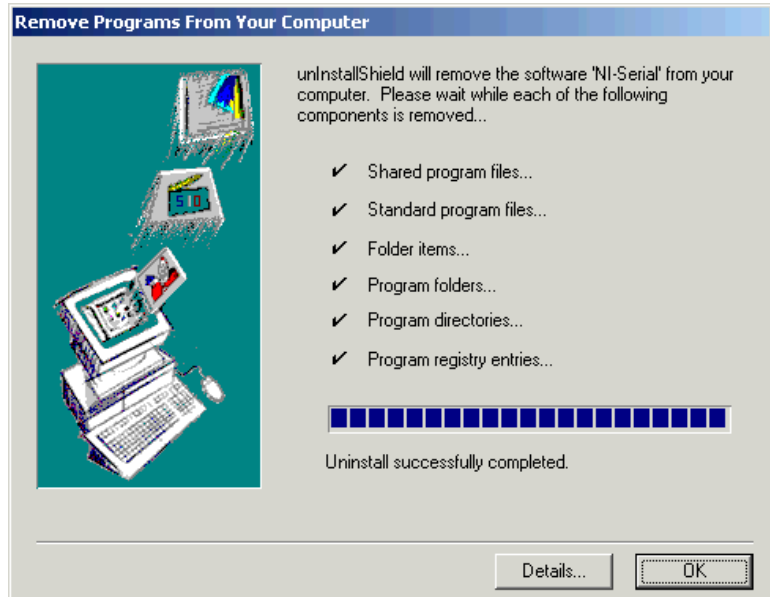 Remove Programs From Your Computer
unInstallShield will remove the software 'NI-Serial' from your
computer. Please wait while each of the following
components is removed...
Shared program files...
Standard program files...
Folder items...
Program folders...
Program directories...
Program registry entries...
Uninstall successfully completed.
Details...
OK